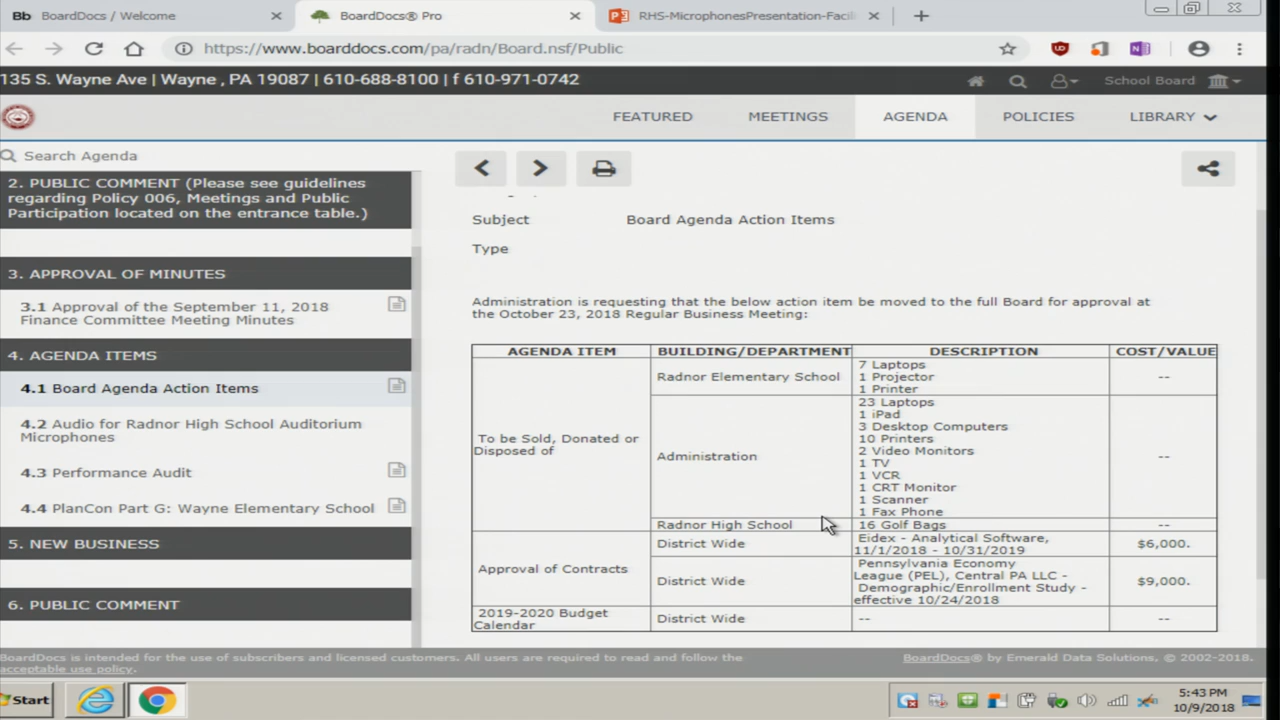 BoardDocs / Welcome
BoardDocs® Pro
RHS-MicrophonesPresentation-Facil
https://www.boarddocs.com/pa/radn/Board.nsf/Public
135 S. Wayne Ave | Wayne , PA 19087 | 610-688-8100 | f 610-971-0742
School Board
FEATURED
MEETINGS
AGENDA
POLICIES
LIBRARY
Search Agenda
2. PUBLIC COMMENT (Please see guidelines
regarding Policy 006, Meetings and Public
Participation located on the entrance table.)
3. APPROVAL OF MINUTES
3.1 Approval of the September 11, 2018
Finance Committee Meeting Minutes
4. AGENDA ITEMS
4.1 Board Agenda Action Items
4.2 Audio for Radnor High School Auditorium
Microphones
4.3 Performance Audit
4.4 PlanCon Part G: Wayne Elementary School
5. NEW BUSINESS
6. PUBLIC COMMENT
Subject Board Agenda Action Items
Type
Administration is requesting that the below action item be moved to the full Board for approval at
the October 23, 2018 Regular Business Meeting:
AGENDA ITEM BUILDING/DEPARTMENT DESCRIPTION COST/VALUE
To be Sold, Donated or
Disposed of
Radnor Elementary School
7 Laptops
1 Projector
1 Printer
--
Administration
23 Laptops
1 iPad
3 Desktop Computers
10 Printers
2 Video Monitors
1 TV
1 VCR
1 CRT Monitor
1 Scanner
1 Fax Phone
--
Radnor High School
16 Golf Bags
--
Approval of Contracts
District Wide
Eidex - Analytical Software,
11/1/2018 - 10/31/2019
$6,000.
District Wide
Pennsylvania Economy
League (PEL), Central PA LLC -
Demographic/Enrollment Study -
effective 10/24/2018
$9,000.
2019-2020 Budget
Calendar
District Wide
--
--
BoardDocs is intended for the use of subscribers and licensed customers. All users are required to read and follow the
acceptable use policy.
BoardDocs® by Emerald Data Solutions, © 2002-2018.
Start
5:43 PM
10/9/2018